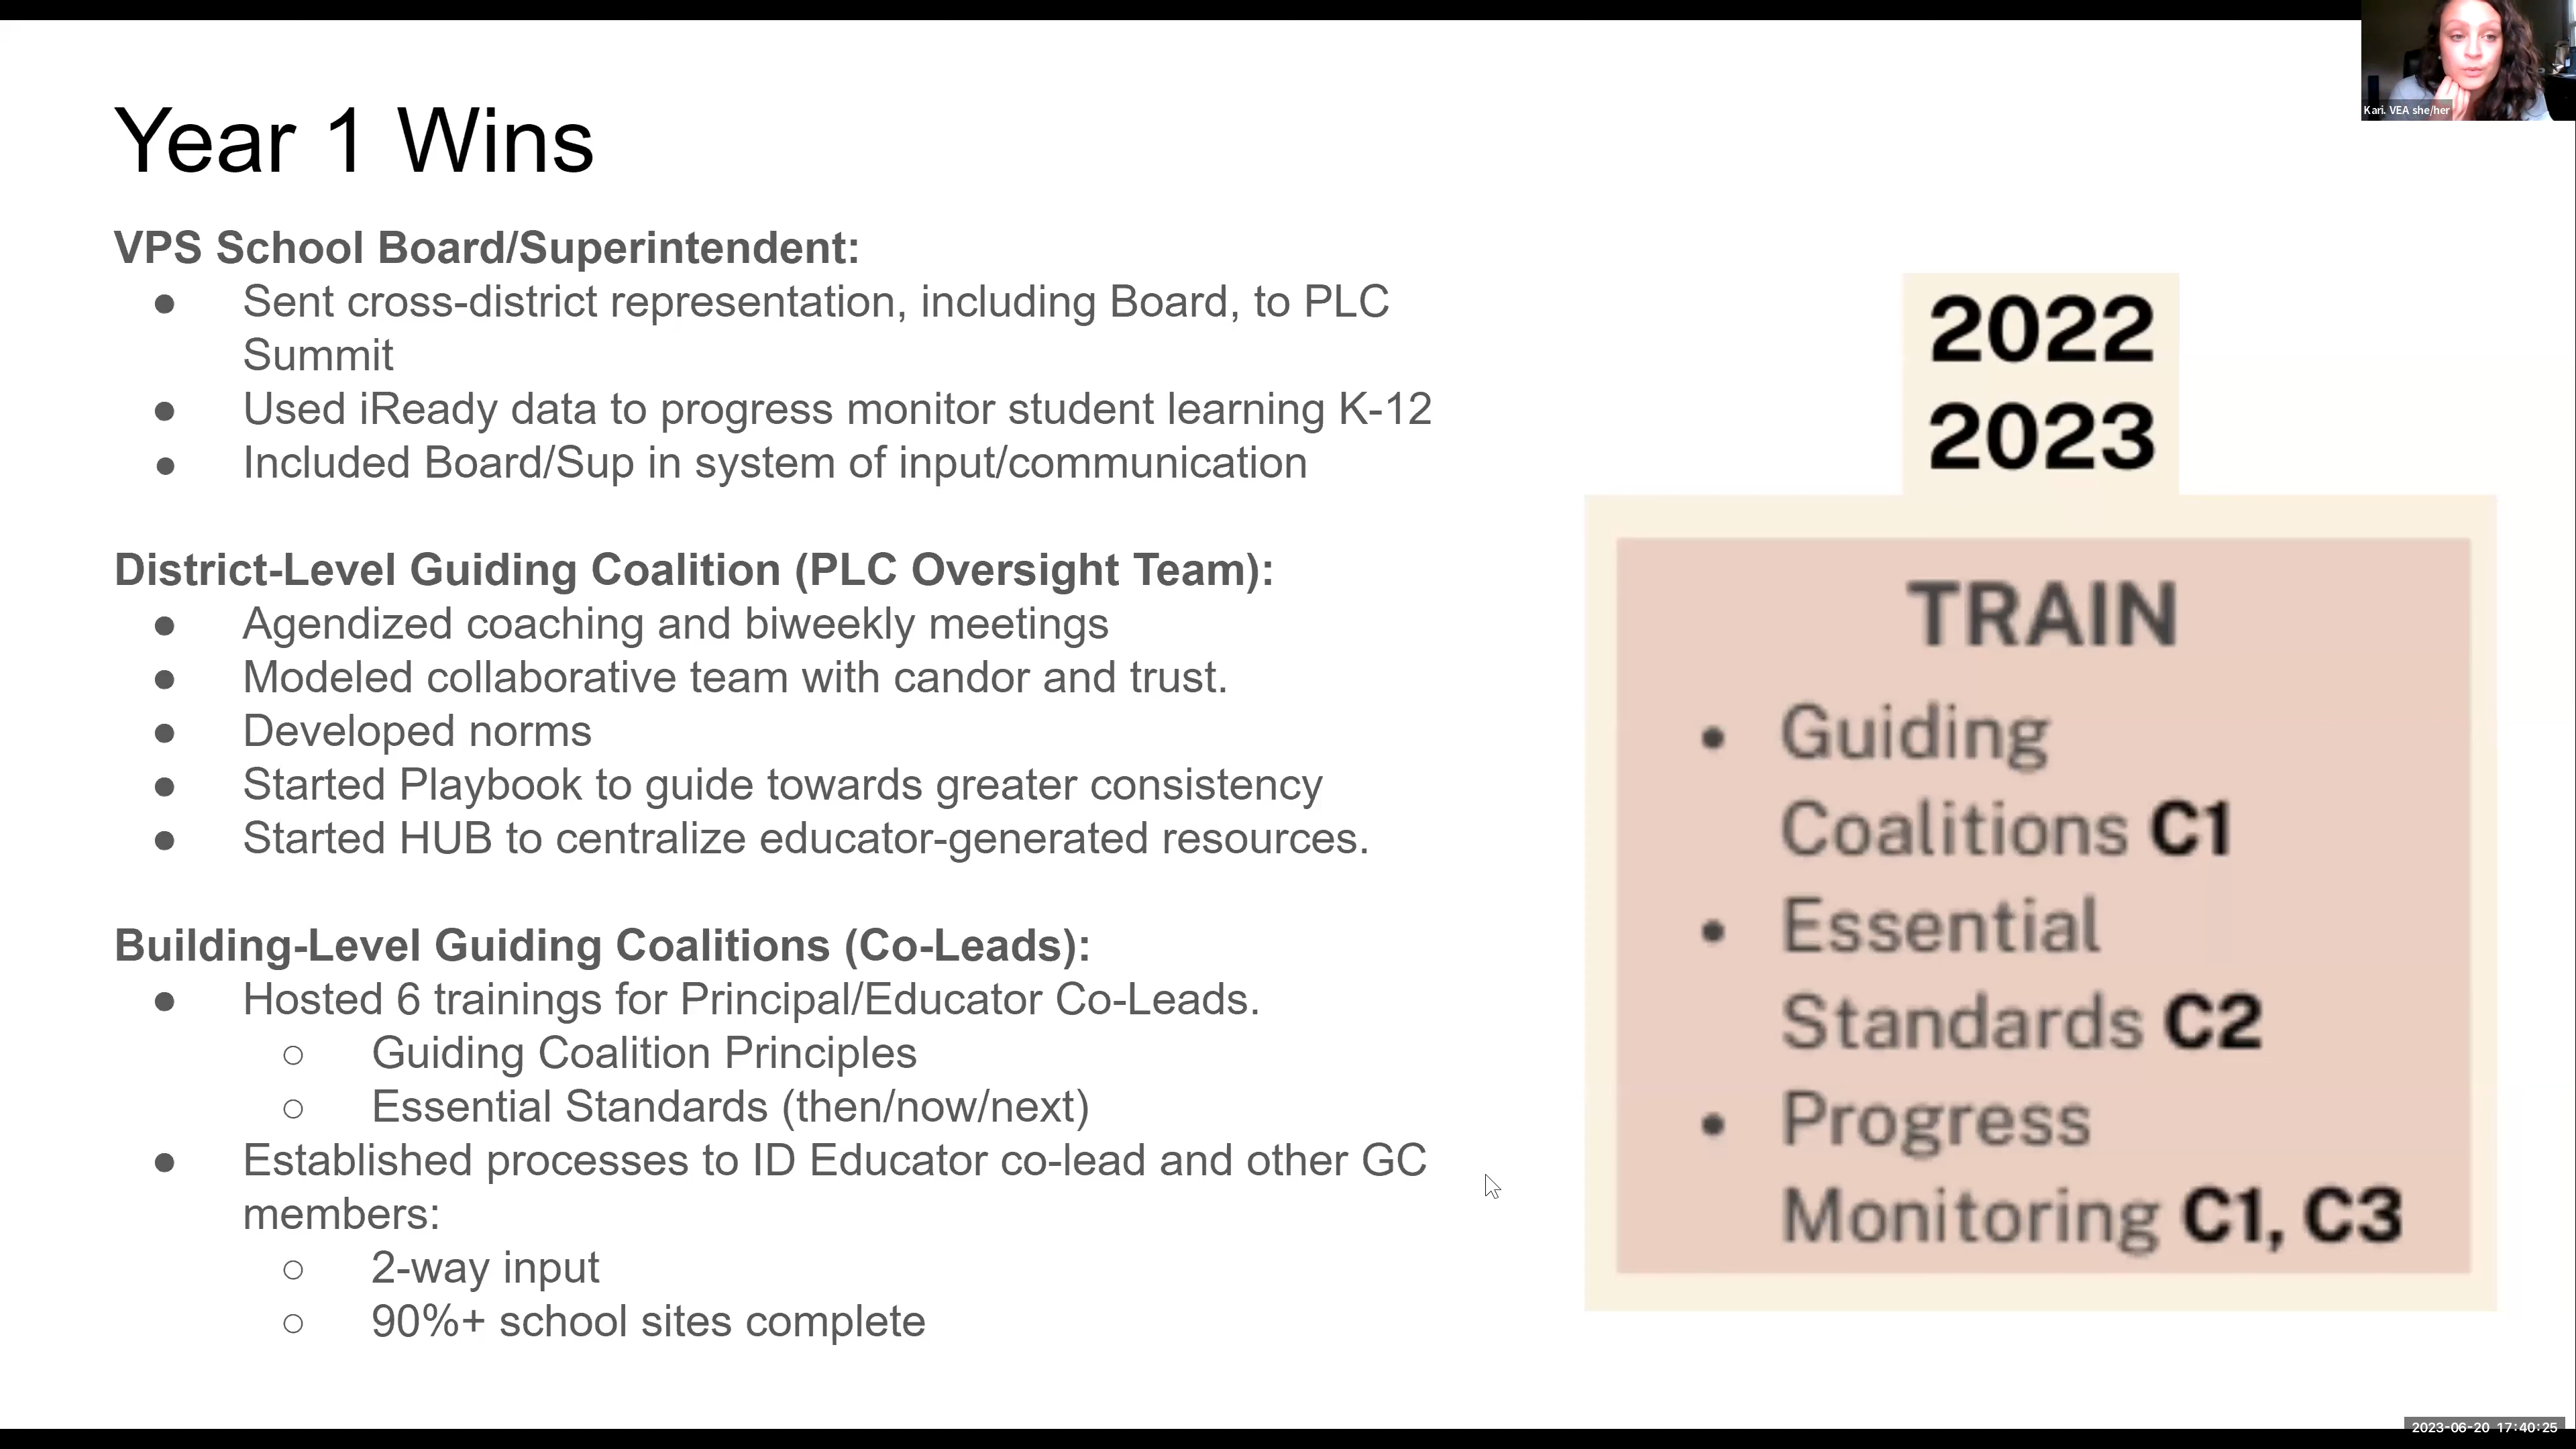 Year 1 Wins
VPS School Board/Superintendent:
● Sent cross-district representation, including Board, to PLC
Summit
● Used iReady data to progress monitor student learning K-12
● Included Board/Sup in system of input/communication
District-Level Guiding Coalition (PLC Oversight Team):
● Agendized coaching and biweekly meetings
● Modeled collaborative team with candor and trust.
● Developed norms
● Started Playbook to guide towards greater consistency
● Started HUB to centralize educator-generated resources.
Building-Level Guiding Coalitions (Co-Leads):
● Hosted 6 trainings for Principal/Educator Co-Leads.
○ Guiding Coalition Principles
○ Essential Standards (then/now/next)
● Established processes to ID Educator co-lead and other GC
members:
○ 2-way input
○ 90%+ school sites complete
2022
2023
TRAIN
• Guiding
Coalitions C1
• Essential
Standards C2
• Progress
Monitoring C1, C3
Kari. VEA she/her
2023-06-20 17:40:25